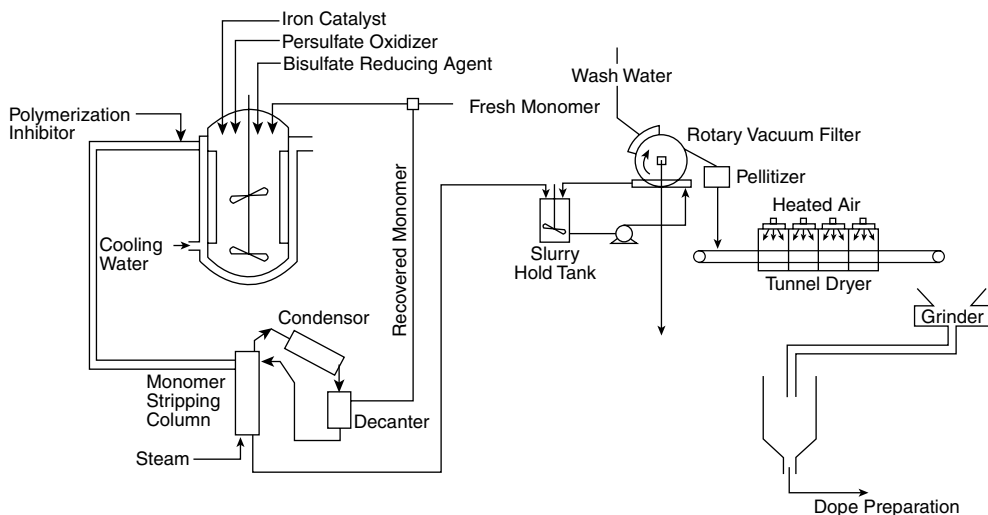 Iron Catalyst
Persulfate Oxidizer
Bisulfate Reducing Agent
Fresh Monomer
Polymerization
Inhibitor
Cooling
Water
Recovered Monomer
Condensor
Monomer
Stripping
Column
Decanter
Steam
Wash Water
Rotary Vacuum Filter
Pellitizer
Heated Air
Slurry
Hold Tank
Tunnel Dryer
Grinder
Dope Preparation